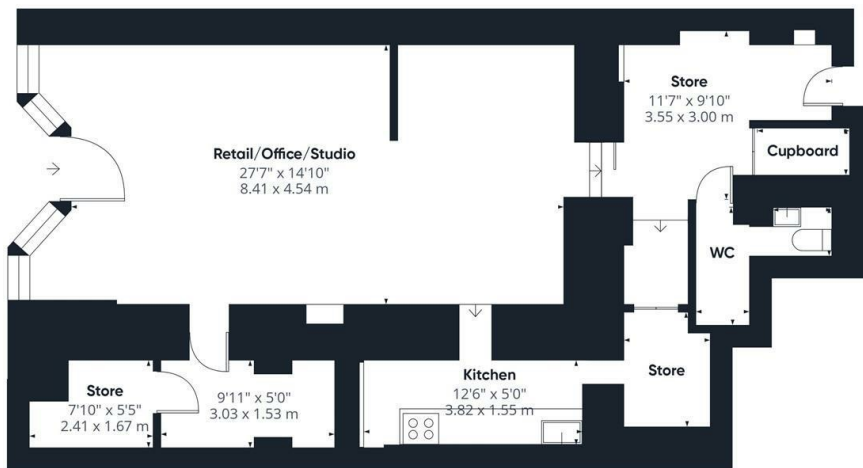 Store
11'7" x 9'10"
3.55 x 3.00 m
Retail/Office/Studio
27'7" x 14'10"
8.41 x 4.54 m
Cupboard
WC
Store
7'10" x 5'5"
2.41 x 1.67 m
9'11" x 5'0"
3.03 x 1.53 m
Kitchen
12'6" x 5'0"
3.82 x 1.55 m
Store